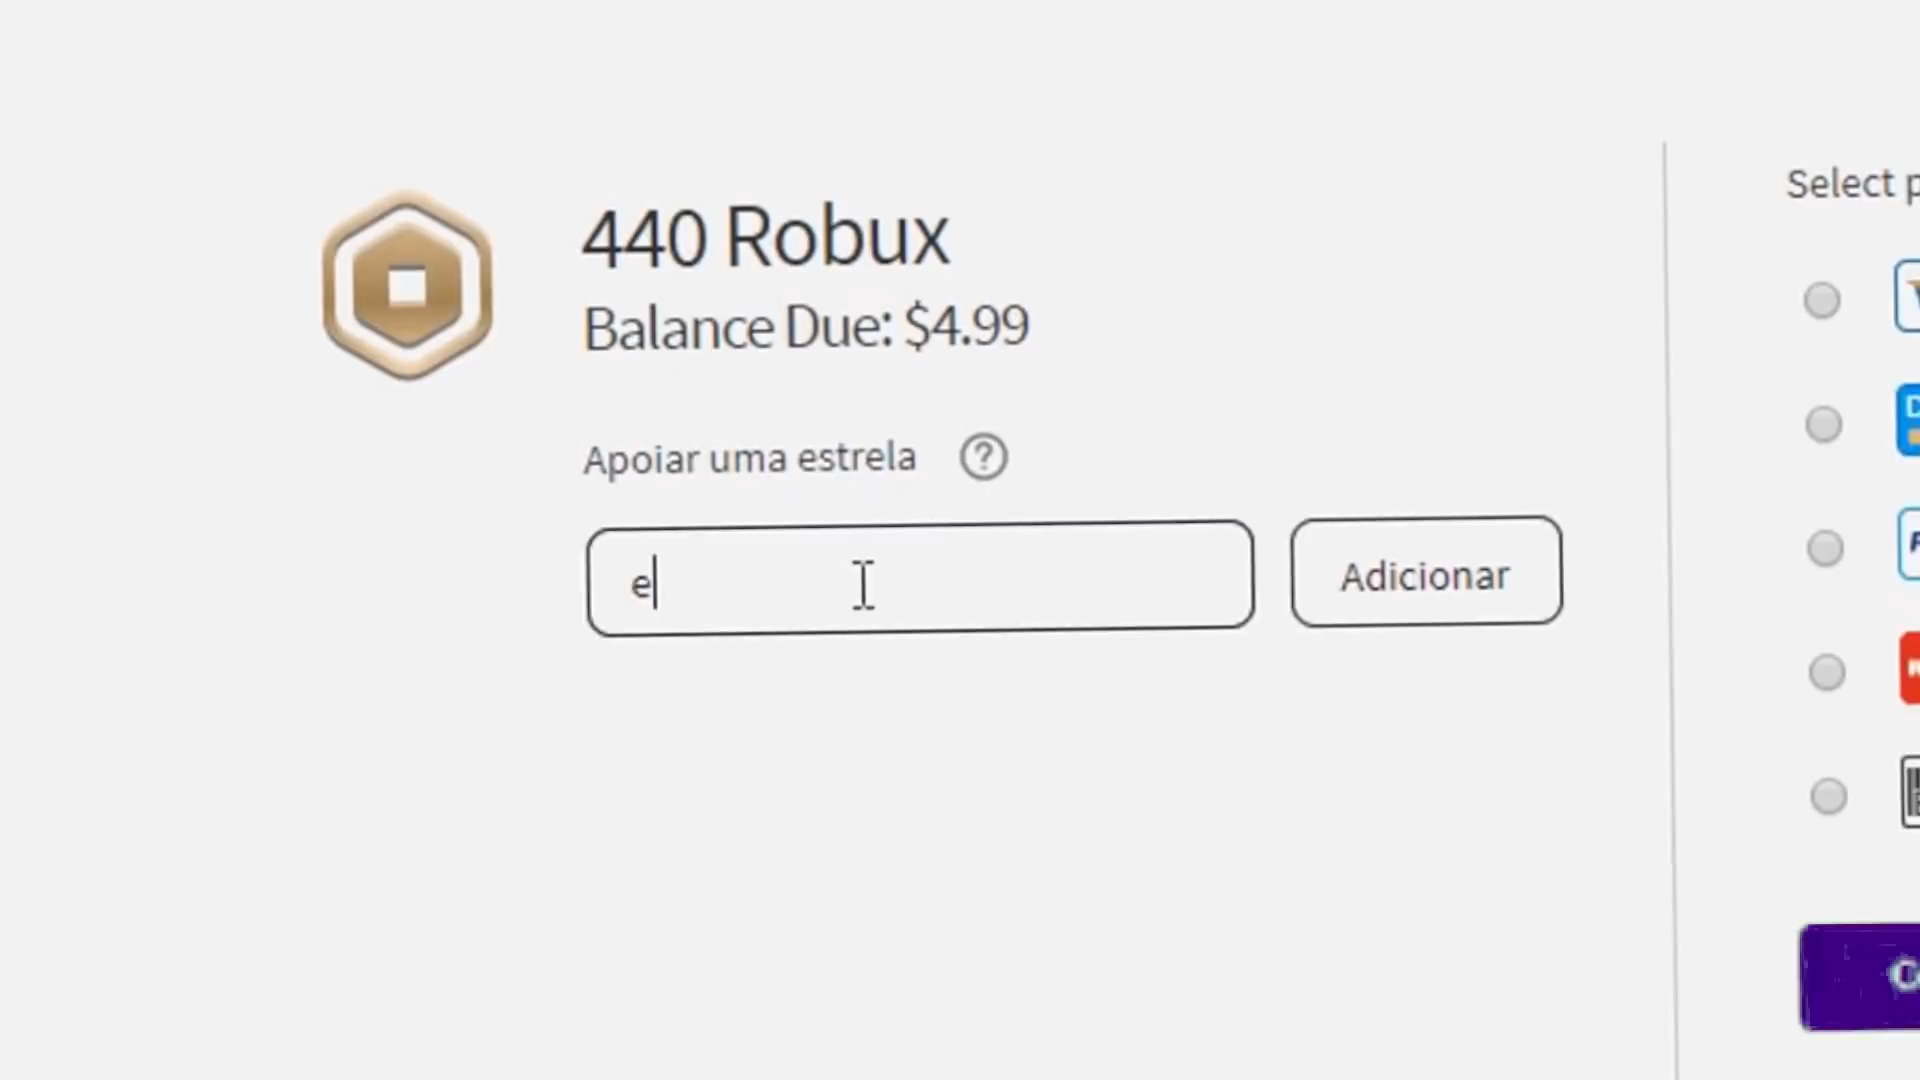 440 Robux
Balance Due: $4.99
Apoiar uma estrela ?
e
Adicionar
Select